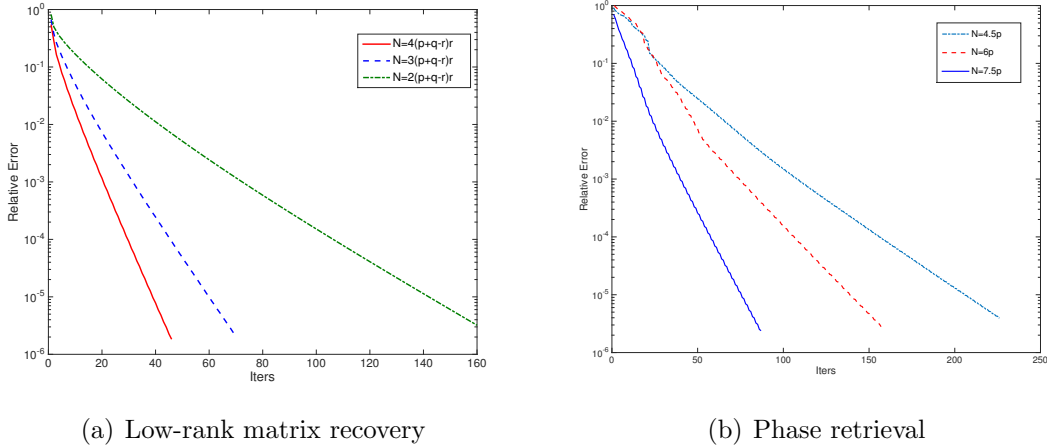 10^0
10^-1
10^-2
10^-3
10^-4
10^-5
10^-6
Relative Error
0 20 40 60 80 100 120 140 160
Iters
N=4(p+q-r)r
N=3(p+q-r)r
N=2(p+q-r)r
(a) Low-rank matrix recovery
10^0
10^-1
10^-2
10^-3
10^-4
10^-5
10^-6
Relative Error
0 50 100 150 200 250
Iters
N=4.5p
N=6p
N=7.5p
(b) Phase retrieval